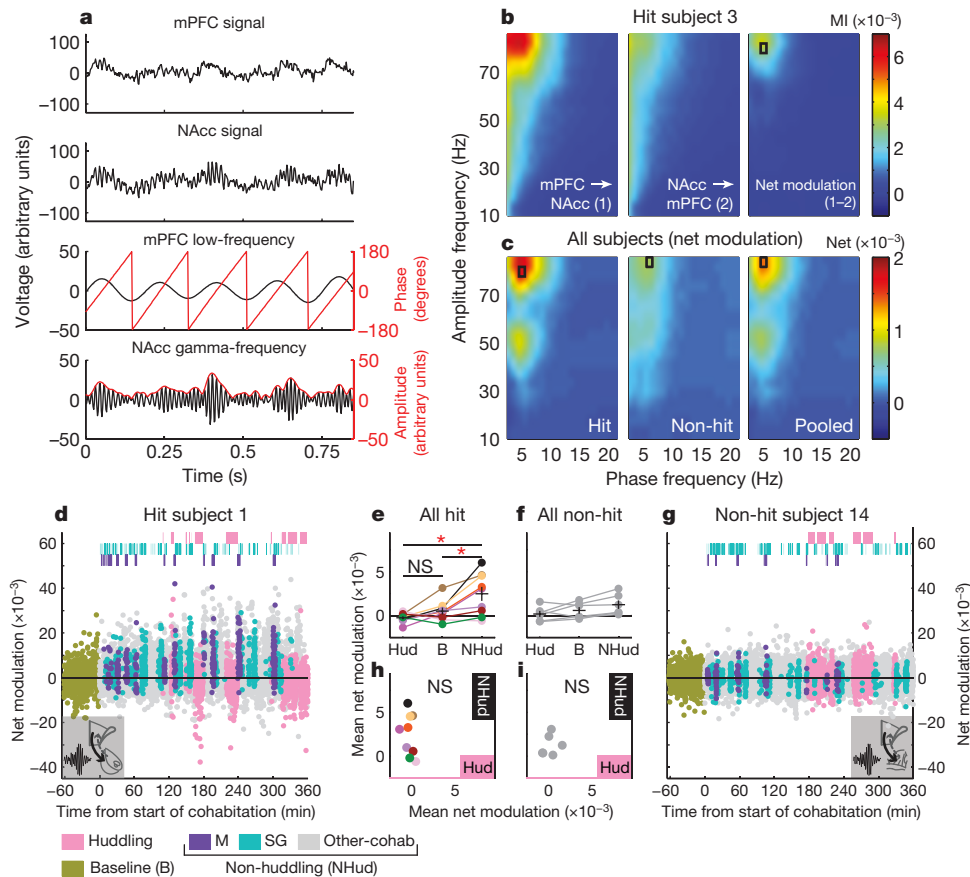 a
mPFC signal
100
0
−100
NAcc signal
100
0
−100
mPFC low-frequency
50
0
−50
180
0
−180
Phase
(degrees)
NAcc gamma-frequency
50
0
−50
50
0
−50
Amplitude
(arbitrary units)
Voltage (arbitrary units)
0 0.25 0.5 0.75
Time (s)
b
Hit subject 3
MI (×10−3)
70
50
30
10
mPFC →
NAcc (1)
NAcc →
mPFC (2)
Net modulation
(1–2)
6
4
2
0
c
All subjects (net modulation)
Net (×10−3)
Amplitude frequency (Hz)
70
50
30
10
Hit
Non-hit
Pooled
2
1
0
5 10 15 20
5 10 15 20
5 10 15 20
Phase frequency (Hz)
d
Hit subject 1
Net modulation (×10−3)
60
40
20
0
−20
−40
−60 0 60 120 180 240 300 360
Time from start of cohabitation (min)
e
All hit
*
*
NS
5
0
Hud B NHud
f
All non-hit
Hud B NHud
Mean net modulation (×10−3)
h
NS
NHud
Hud
5
0
0 5
i
NS
NHud
Hud
0 5
Mean net modulation (×10−3)
g
Non-hit subject 14
60
40
20
0
−20
−40
Net modulation (×10−3)
−60 0 60 120 180 240 300 360
Time from start of cohabitation (min)
Huddling
M
SG
Other-cohab
Baseline (B)
Non-huddling (NHud)